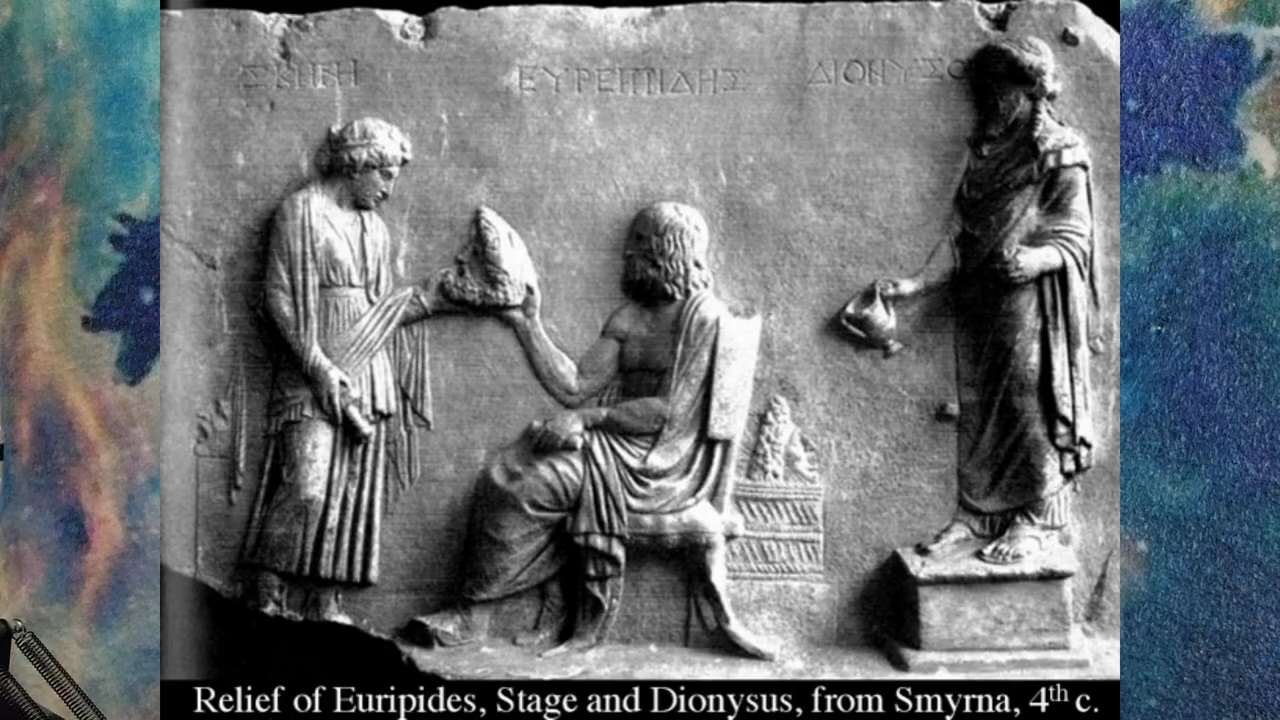 ΣΚΗΝΗ ΕΥΡΕΙΠΙΔΗΣ ΔΙΟΝΥΣΟ
Relief of Euripides, Stage and Dionysus, from Smyrna, 4th c.